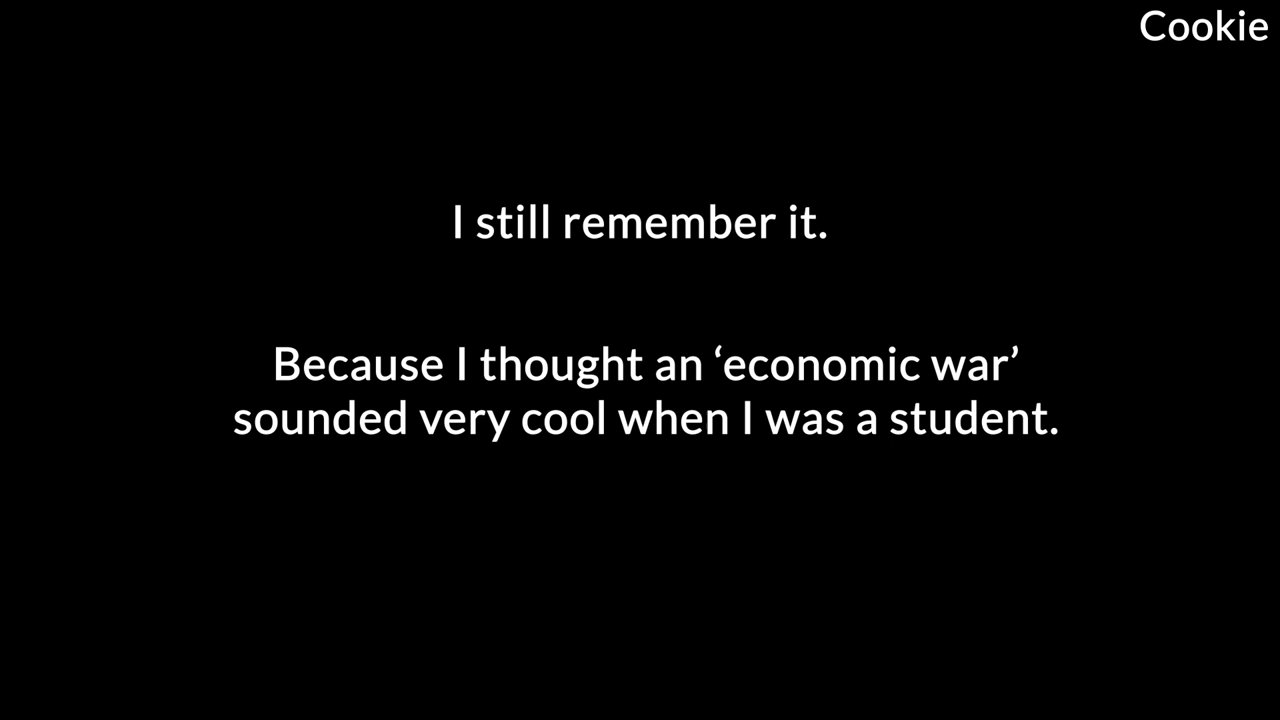 Cookie
I still remember it.
Because I thought an ‘economic war’
sounded very cool when I was a student.